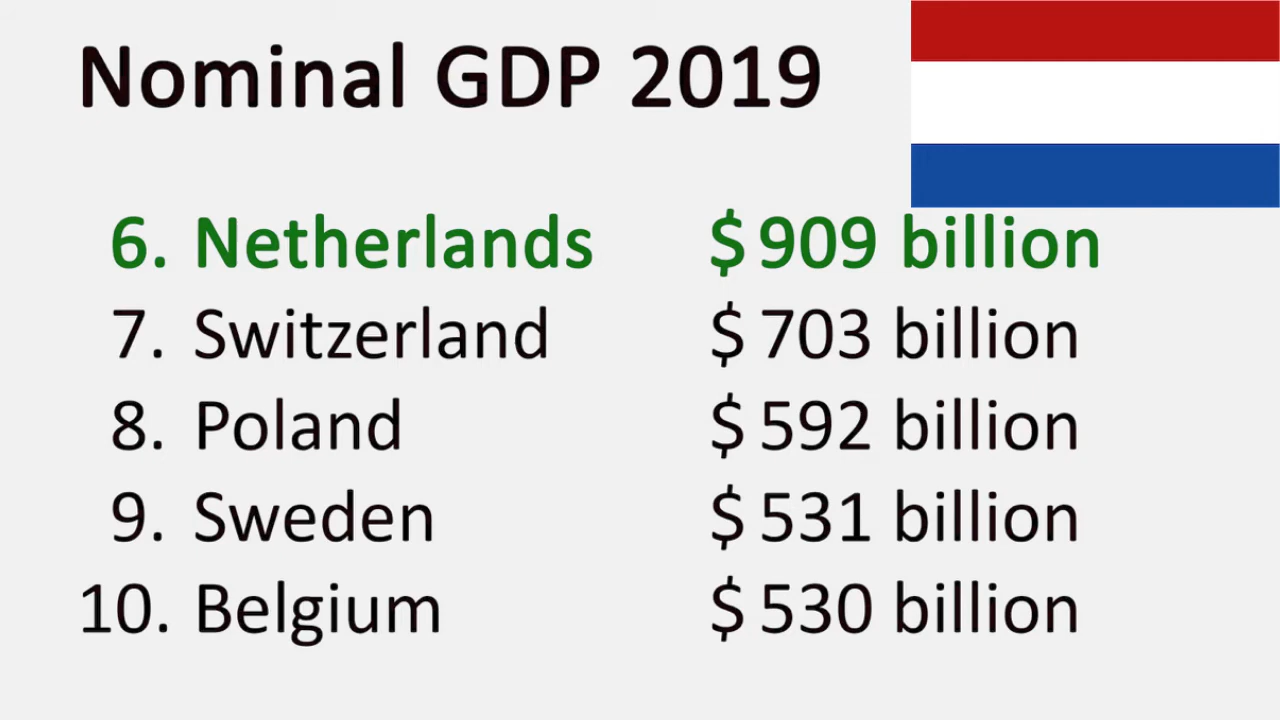 Nominal GDP 2019
6. Netherlands $ 909 billion
7. Switzerland $ 703 billion
8. Poland $ 592 billion
9. Sweden $ 531 billion
10. Belgium $ 530 billion